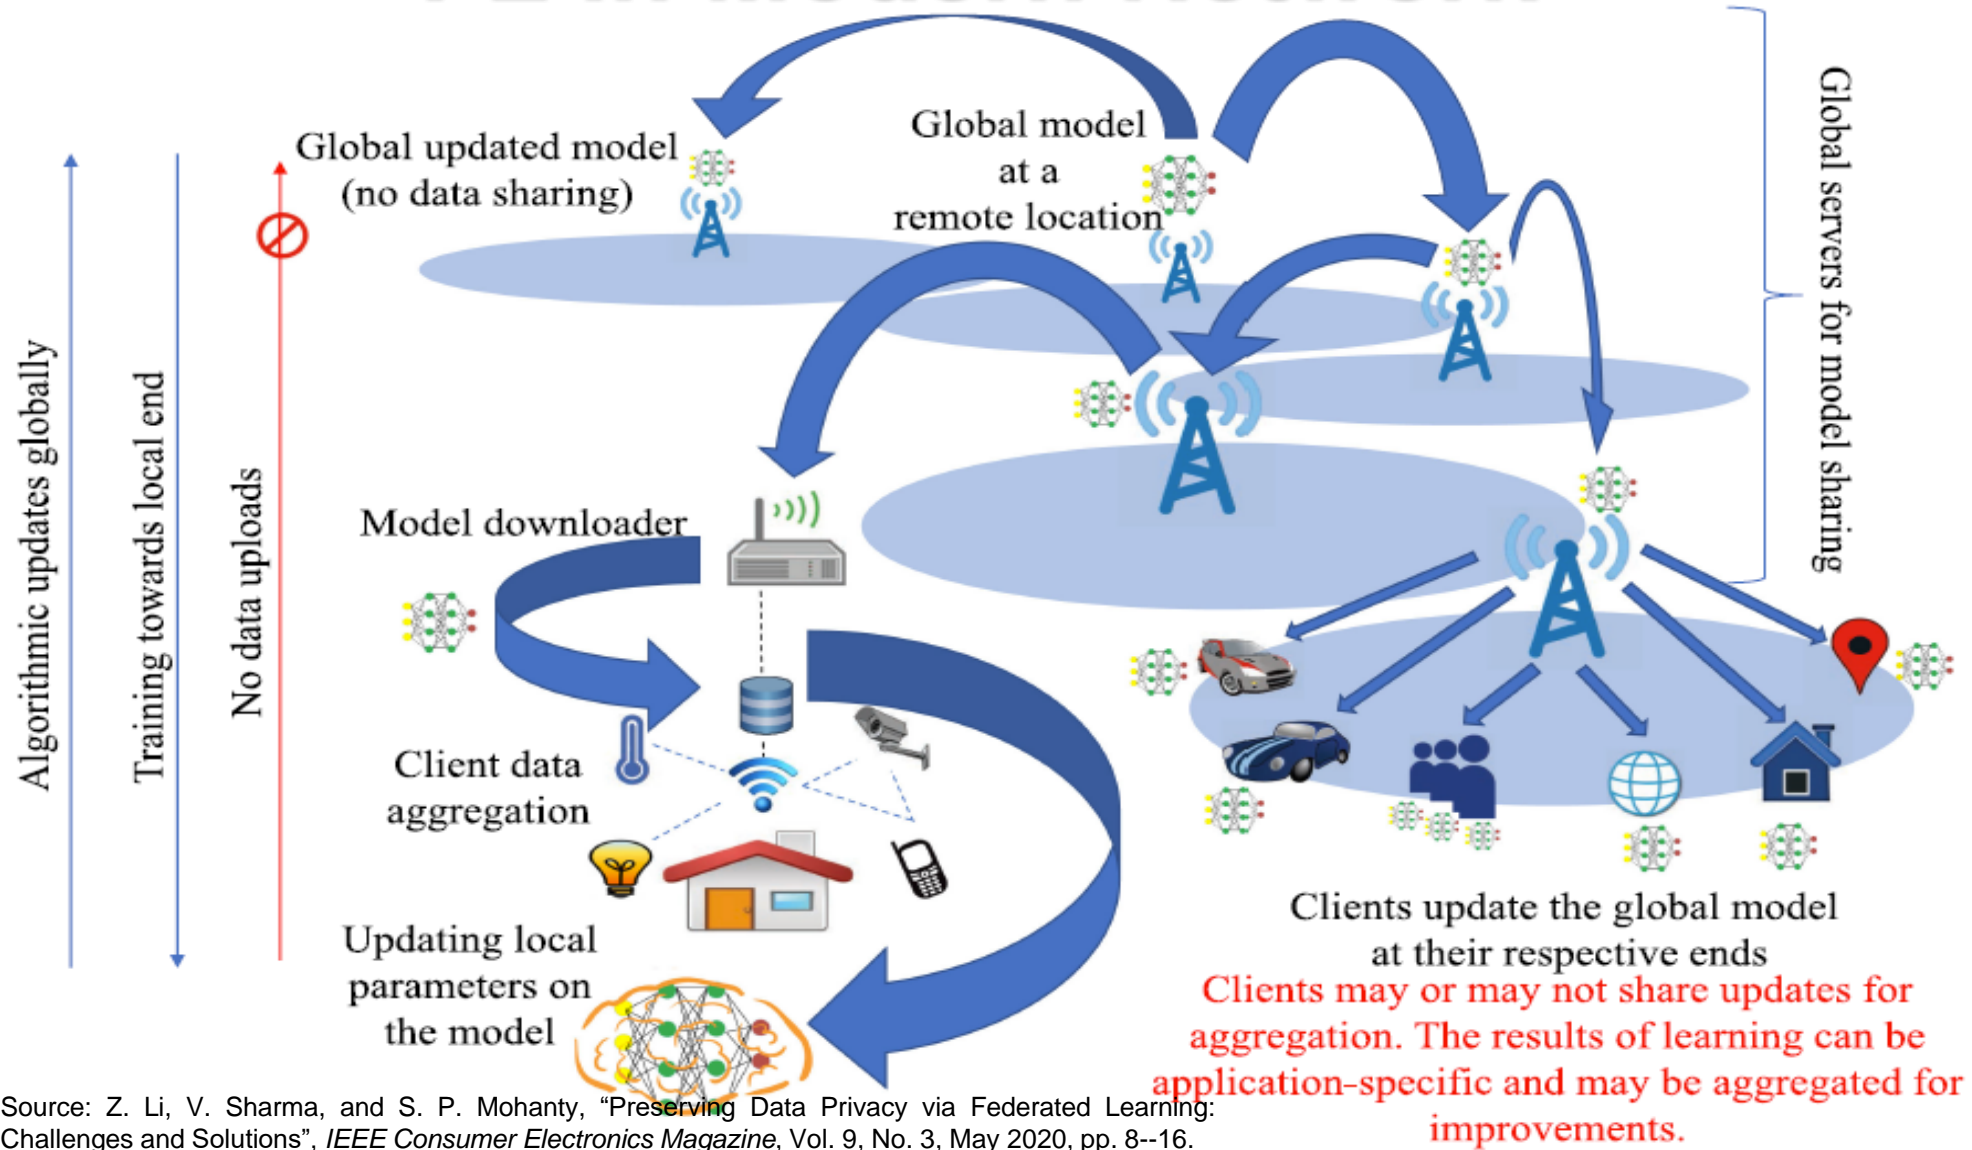 Global updated model
(no data sharing)
Global model
at a
remote location
Global servers for model sharing
Algorithmic updates globally
Training towards local end
No data uploads
Model downloader
Client data
aggregation
Updating local
parameters on
the model
Clients update the global model
at their respective ends
Clients may or may not share updates for
aggregation. The results of learning can be
application-specific and may be aggregated for
improvements.
Source: Z. Li, V. Sharma, and S. P. Mohanty, “Preserving Data Privacy via Federated Learning:
Challenges and Solutions”, IEEE Consumer Electronics Magazine, Vol. 9, No. 3, May 2020, pp. 8--16.